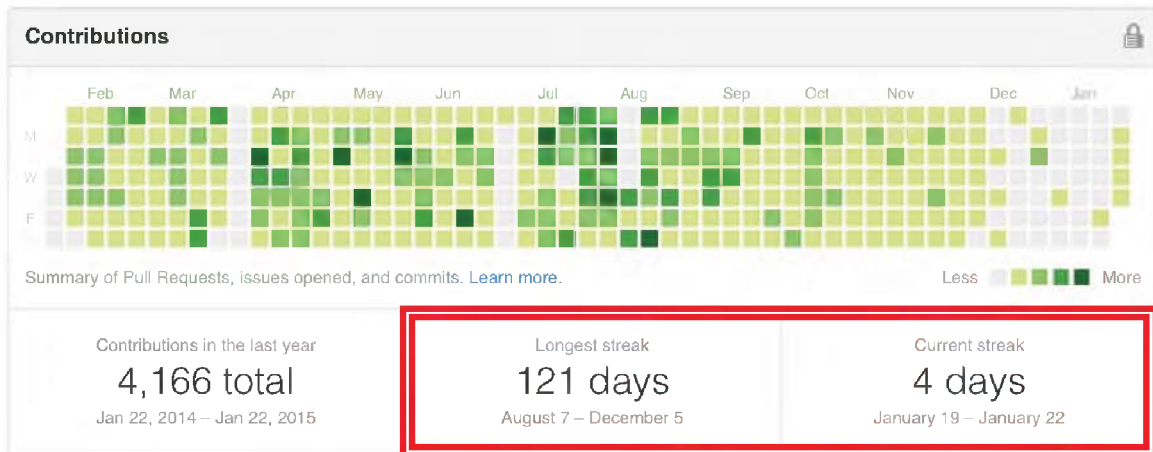 Contributions
Feb Mar Apr May Jun Jul Aug Sep Oct Nov Dec Jan
M
W
F
Summary of Pull Requests, issues opened, and commits. Learn more.
Less More
Contributions in the last year
4,166 total
Jan 22, 2014 – Jan 22, 2015
Longest streak
121 days
August 7 – December 5
Current streak
4 days
January 19 – January 22